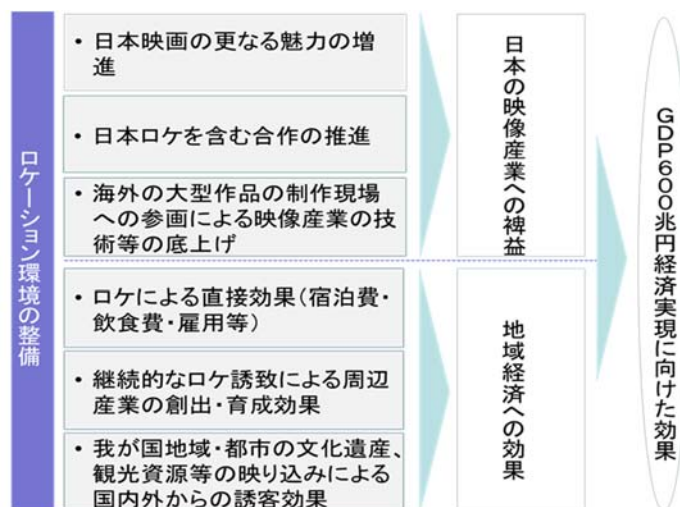 ロケーション環境の整備
・日本映画の更なる魅力の増
進
・日本ロケを含む合作の推進
・海外の大型作品の制作現場
への参画による映像産業の技
術等の底上げ
日本の映像産業への裨益
・ロケによる直接効果（宿泊費・
飲食費・雇用等）
・継続的なロケ誘致による周辺
産業の創出・育成効果
・我が国地域・都市の文化遺産、
観光資源等の映り込みによる
国内外からの誘客効果
地域経済への効果
GDP600兆円経済実現に向けた効果